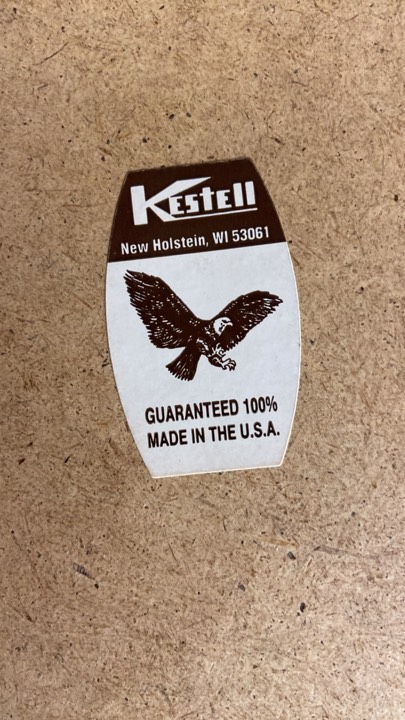 Kestell
New Holstein, WI 53061
GUARANTEED 100%
MADE IN THE U.S.A.